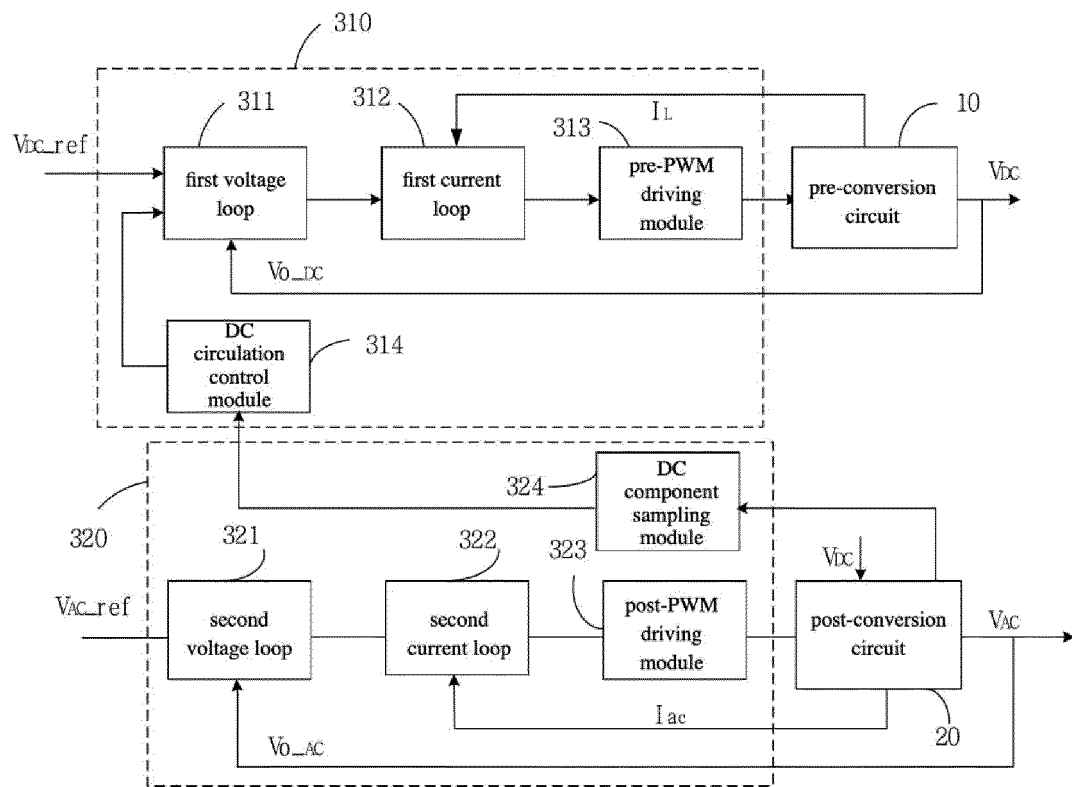 310
311
312
313
10
IL
VDC_ref
first voltage
loop
first current
loop
pre-PWM
driving
module
pre-conversion
circuit
VDC
Vo_DC
DC
circulation
control
module
314
320
324
DC
component
sampling
module
321
322
323
VDC
VAC_ref
second
voltage loop
second
current loop
post-PWM
driving
module
post-conversion
circuit
VAC
Iac
20
Vo_AC